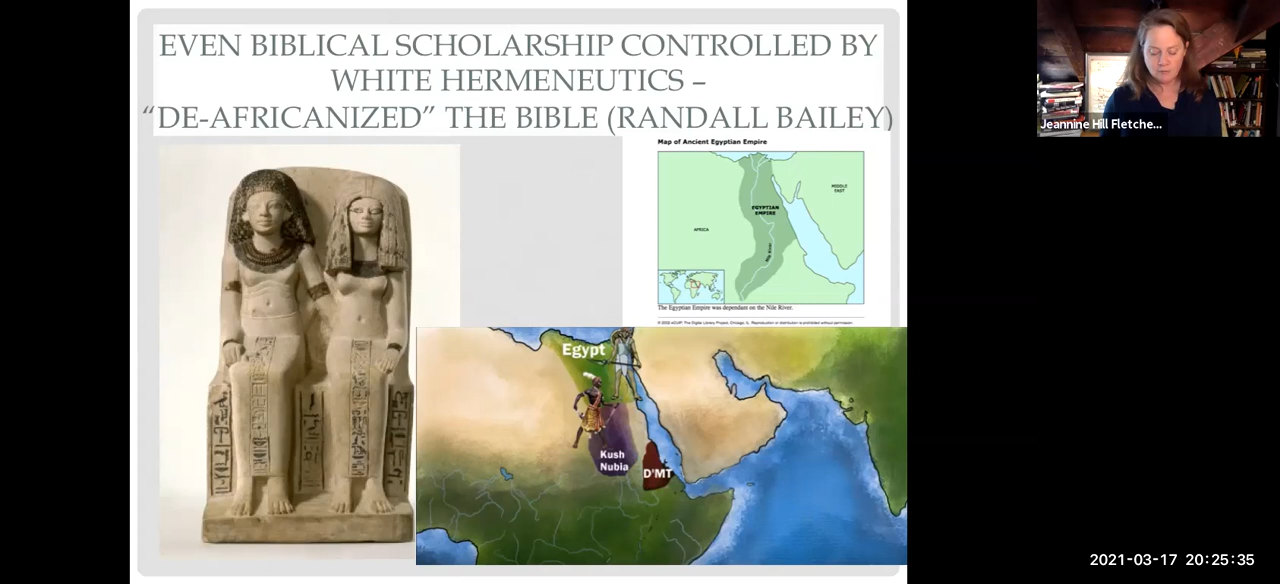 EVEN BIBLICAL SCHOLARSHIP CONTROLLED BY
WHITE HERMENEUTICS –
“DE-AFRICANIZED” THE BIBLE (RANDALL BAILEY)
Jeannine Hill Fletche...
Map of Ancient Egyptian Empire
MIDDLE
EAST
EGYPTIAN
EMPIRE
AFRICA
Nile River
The Egyptian Empire was dependant on the Nile River.
Egypt
Kush
Nubia
D'MT
2021-03-17 20:25:35